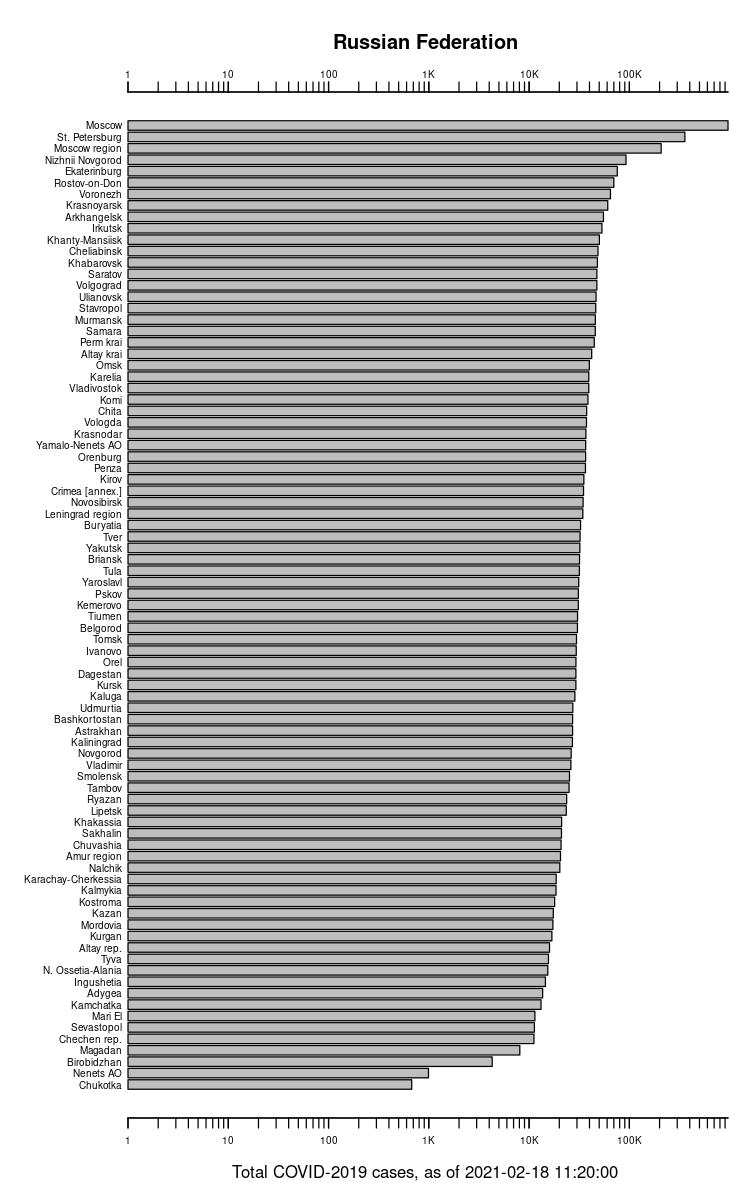 Russian Federation
1 10 100 1K 10K 100K
Moscow
St. Petersburg
Moscow region
Nizhnii Novgorod
Ekaterinburg
Rostov-on-Don
Voronezh
Krasnoyarsk
Arkhangelsk
Irkutsk
Khanty-Mansiisk
Cheliabinsk
Khabarovsk
Saratov
Volgograd
Ulianovsk
Stavropol
Murmansk
Samara
Perm krai
Altay krai
Omsk
Karelia
Vladivostok
Komi
Chita
Vologda
Krasnodar
Yamalo-Nenets AO
Orenburg
Penza
Kirov
Crimea [annex.]
Novosibirsk
Leningrad region
Buryatia
Tver
Yakutsk
Briansk
Tula
Yaroslavl
Pskov
Kemerovo
Tiumen
Belgorod
Tomsk
Ivanovo
Orel
Dagestan
Kursk
Kaluga
Udmurtia
Bashkortostan
Astrakhan
Kaliningrad
Novgorod
Vladimir
Smolensk
Tambov
Ryazan
Lipetsk
Khakassia
Sakhalin
Chuvashia
Amur region
Nalchik
Karachay-Cherkessia
Kalmykia
Kostroma
Kazan
Mordovia
Kurgan
Altay rep.
Tyva
N. Ossetia-Alania
Ingushetia
Adygea
Kamchatka
Mari El
Sevastopol
Chechen rep.
Magadan
Birobidzhan
Nenets AO
Chukotka
1 10 100 1K 10K 100K
Total COVID-2019 cases, as of 2021-02-18 11:20:00